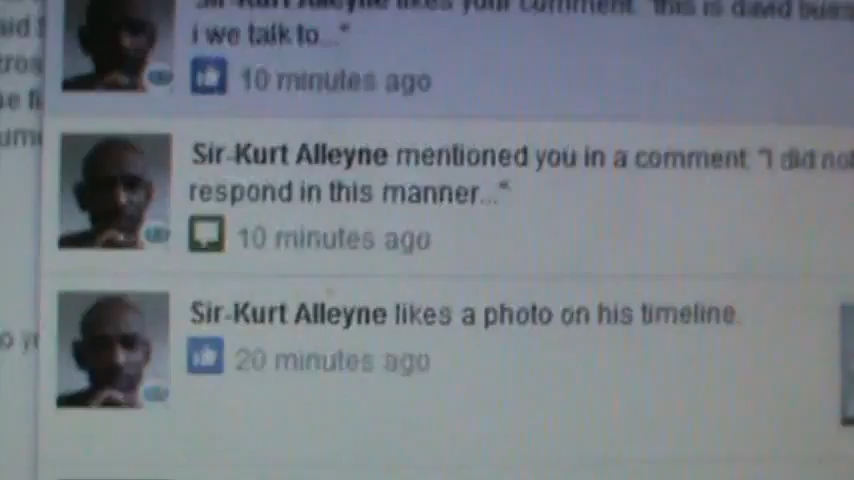 Sir-Kurt Alleyne likes your comment: "this is david
i we talk to..."
10 minutes ago
Sir-Kurt Alleyne mentioned you in a comment: "I did not
respond in this manner..."
10 minutes ago
Sir-Kurt Alleyne likes a photo on his timeline.
20 minutes ago